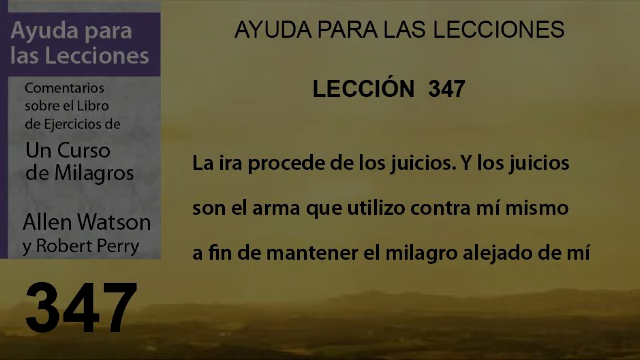 Ayuda para
las Lecciones
Comentarios
sobre el Libro
de Ejercicios de
Un Curso
de Milagros
Allen Watson
y Robert Perry
347
AYUDA PARA LAS LECCIONES
LECCIÓN 347
La ira procede de los juicios. Y los juicios
son el arma que utilizo contra mí mismo
a fin de mantener el milagro alejado de mí